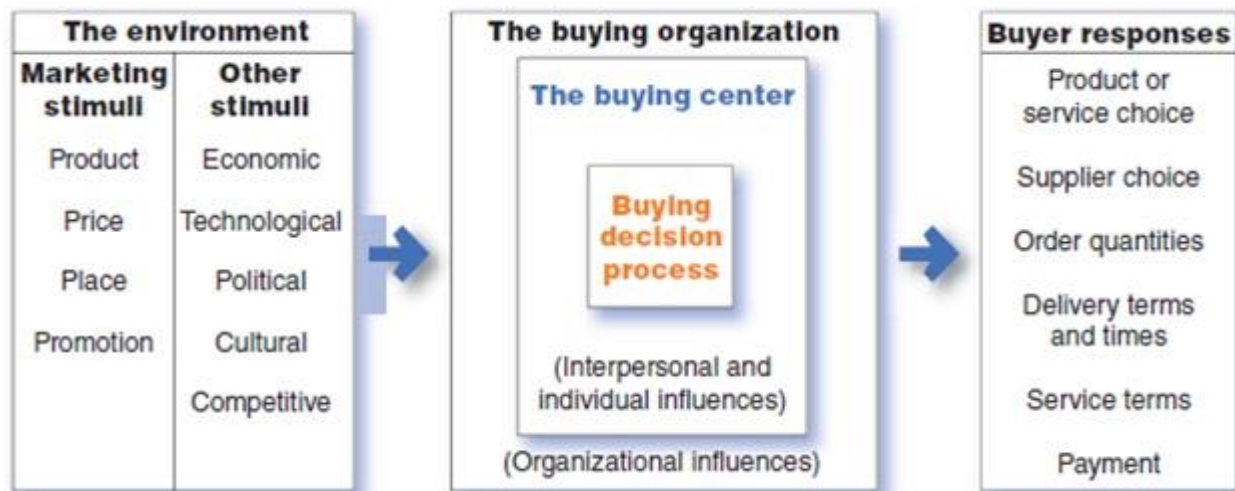 The environment
Marketing
stimuli
Product
Price
Place
Promotion
Other
stimuli
Economic
Technological
Political
Cultural
Competitive
The buying organization
The buying center
Buying
decision
process
(Interpersonal and
individual influences)
(Organizational influences)
Buyer responses
Product or
service choice
Supplier choice
Order quantities
Delivery terms
and times
Service terms
Payment